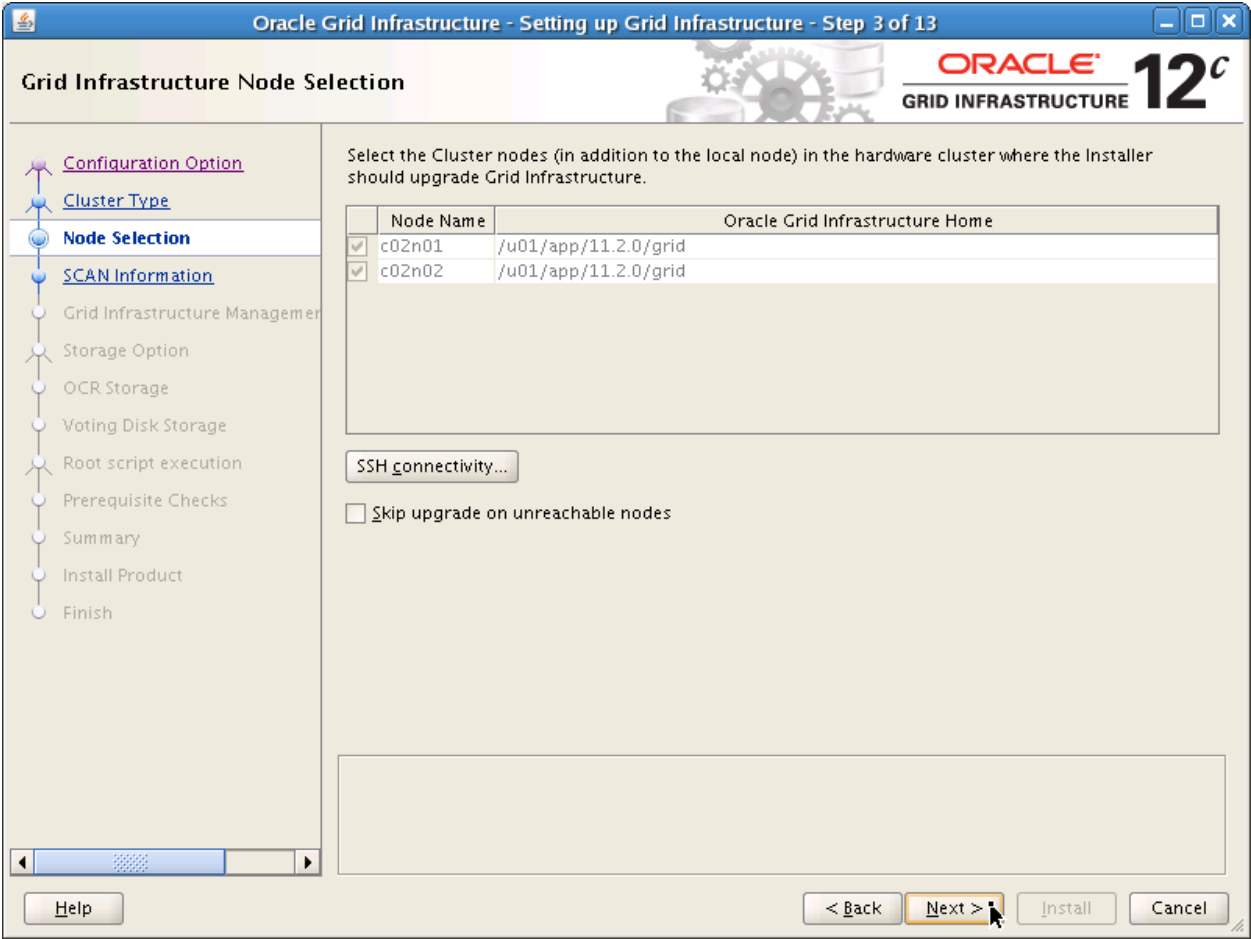 Oracle Grid Infrastructure - Setting up Grid Infrastructure - Step 3 of 13
Grid Infrastructure Node Selection
ORACLE
GRID INFRASTRUCTURE
12c
Configuration Option
Cluster Type
Node Selection
SCAN Information
Grid Infrastructure Managemer
Storage Option
OCR Storage
Voting Disk Storage
Root script execution
Prerequisite Checks
Summary
Install Product
Finish
Select the Cluster nodes (in addition to the local node) in the hardware cluster where the Installer
should upgrade Grid Infrastructure.
Node Name Oracle Grid Infrastructure Home
c02n01 /u01/app/11.2.0/grid
c02n02 /u01/app/11.2.0/grid
SSH connectivity...
Skip upgrade on unreachable nodes
Help
< Back
Next >
Install
Cancel